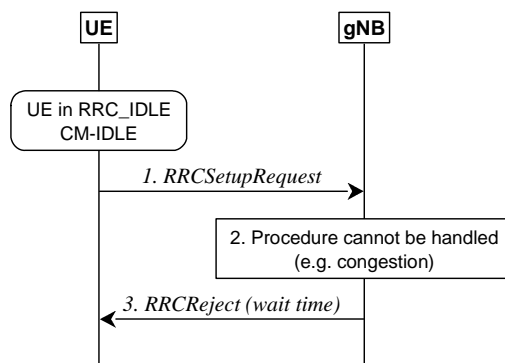 UE
gNB
UE in RRC_IDLE
CM-IDLE
1. RRCSetupRequest
2. Procedure cannot be handled
(e.g. congestion)
3. RRCReject (wait time)